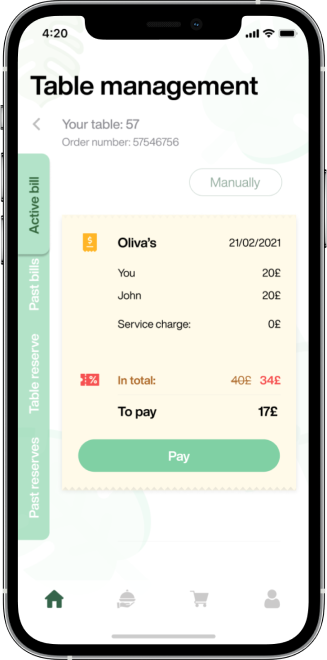 4:20
Table management
Your table: 57
Order number: 57546756
Manually
Active bill
Past bills
Table reserve
Past reserves
$
Oliva's 21/02/2021
You 20£
John 20£
Service charge: 0£
% In total: 40£ 34£
To pay 17£
Pay